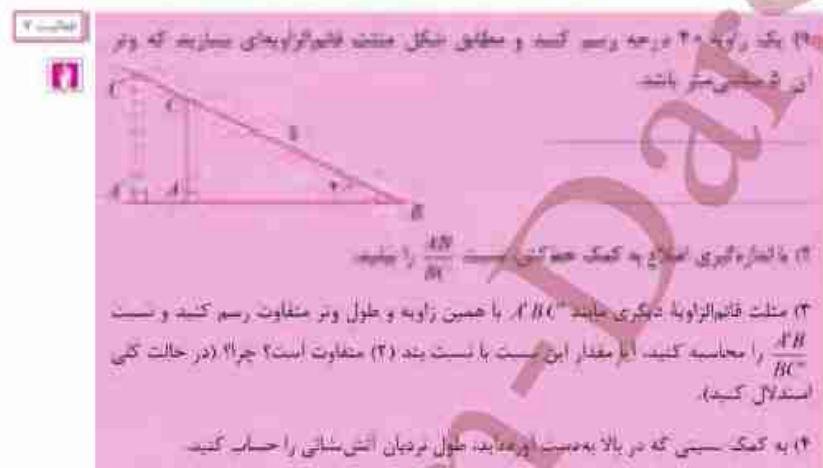 فعالیت ۲
۱) یک زاویه ۲۰ درجه رسم کنید و مطابق شکل مثلث قائم‌الزاویه‌ای بسازید که وتر
آن ۵ سانتی‌متر باشد.
C'
C
۵
۲۰°
A' A
B
۲) با اندازه‌گیری اضلاع به کمک خط‌کش، نسبت AB/BC را بیابید.
۳) مثلث قائم‌الزاویهٔ دیگری مانند A'BC' با همین زاویه و طول وتر متفاوت رسم کنید و نسبت
A'B/BC' را محاسبه کنید. آیا مقدار این نسبت با نسبت بند (۲) متفاوت است؟ چرا؟ (در حالت کلی
استدلال کنید).
۴) به کمک نسبتی که در بالا به‌دست آورده‌اید، طول نردبان آتش‌نشانی را حساب کنید.